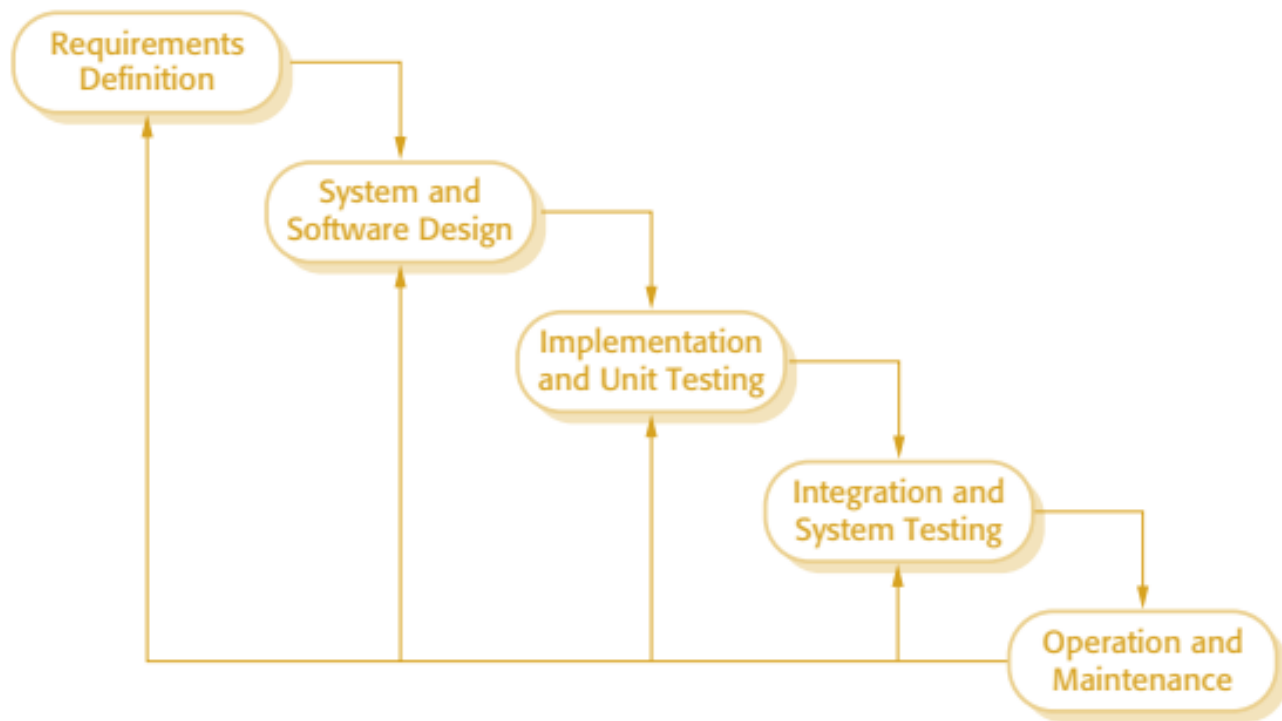 Requirements
Definition
System and
Software Design
Implementation
and Unit Testing
Integration and
System Testing
Operation and
Maintenance